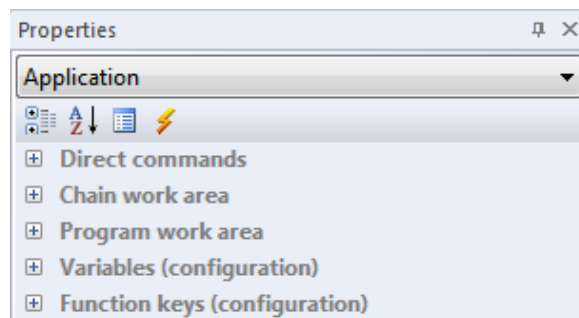 Properties
Application
Direct commands
Chain work area
Program work area
Variables (configuration)
Function keys (configuration)